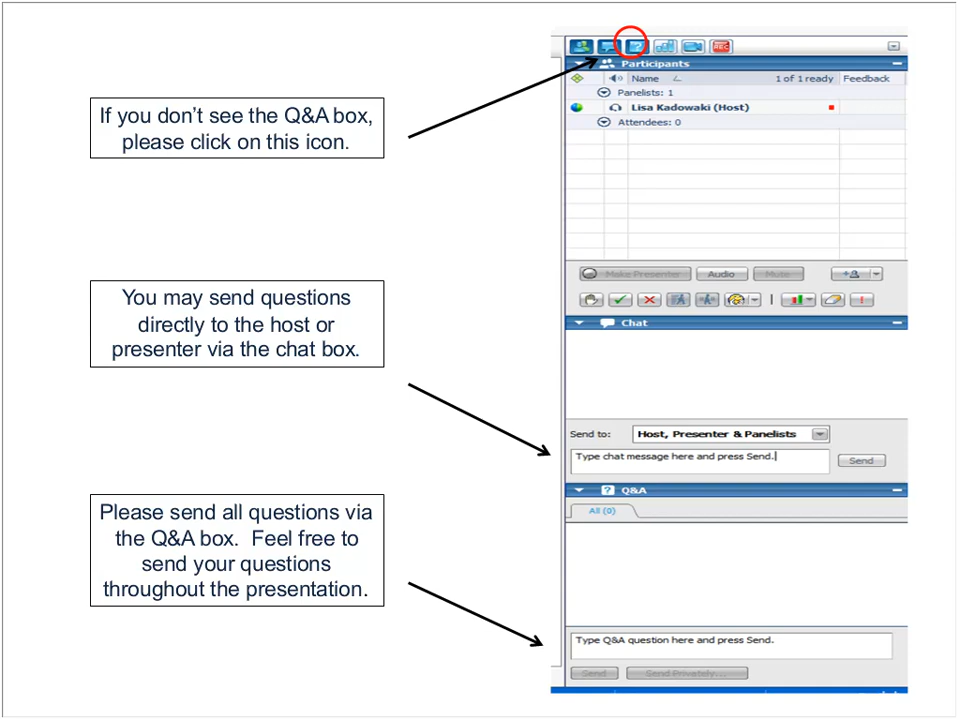 If you don't see the Q&A box,
please click on this icon.
You may send questions
directly to the host or
presenter via the chat box.
Please send all questions via
the Q&A box. Feel free to
send your questions
throughout the presentation.
?
REC
Participants
Name 1 of 1 ready Feedback
Panelists: 1
Lisa Kadowaki (Host)
Attendees: 0
Make Presenter Audio Mute
Chat
Send to: Host, Presenter & Panelists
Type chat message here and press Send.
Send
? Q&A
All (0)
Type Q&A question here and press Send.
Send Send Privately...